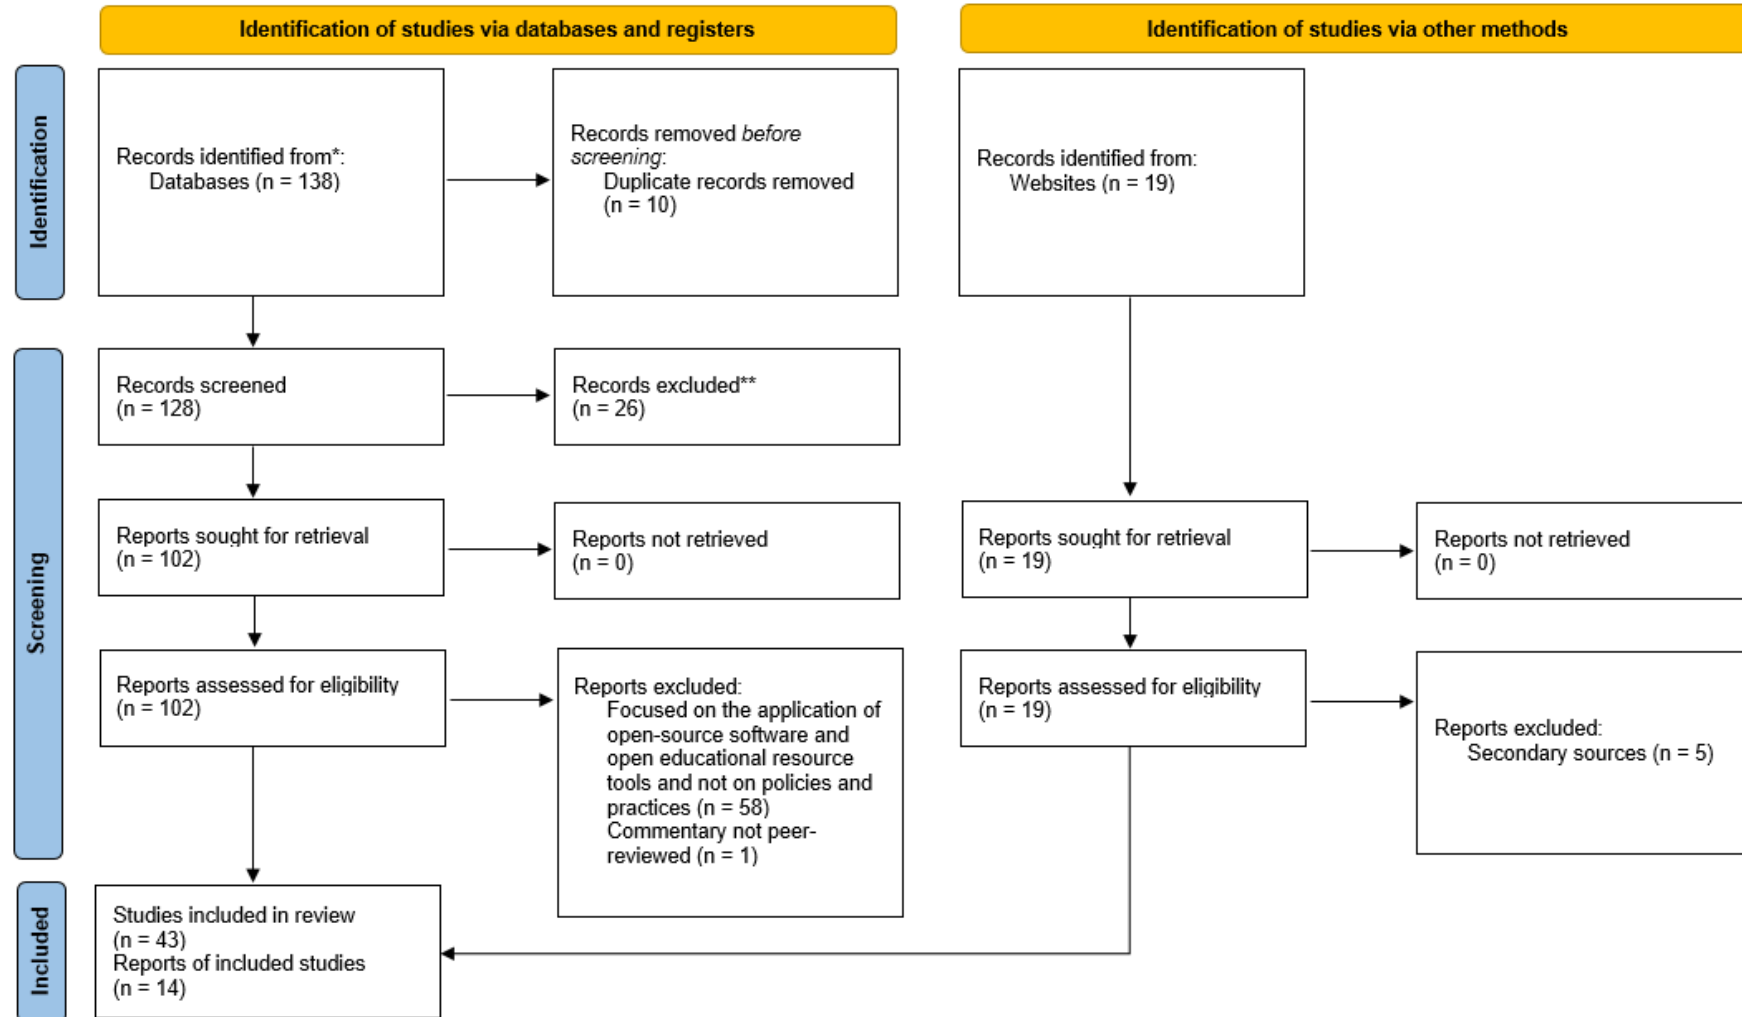 Identification of studies via databases and registers
Identification of studies via other methods
Identification
Records identified from*:
Databases (n = 138)
Records removed before
screening:
Duplicate records removed
(n = 10)
Records identified from:
Websites (n = 19)
Screening
Records screened
(n = 128)
Records excluded**
(n = 26)
Reports sought for retrieval
(n = 102)
Reports not retrieved
(n = 0)
Reports sought for retrieval
(n = 19)
Reports not retrieved
(n = 0)
Reports assessed for eligibility
(n = 102)
Reports excluded:
Focused on the application of
open-source software and
open educational resource
tools and not on policies and
practices (n = 58)
Commentary not peer-
reviewed (n = 1)
Reports assessed for eligibility
(n = 19)
Reports excluded:
Secondary sources (n = 5)
Included
Studies included in review
(n = 43)
Reports of included studies
(n = 14)